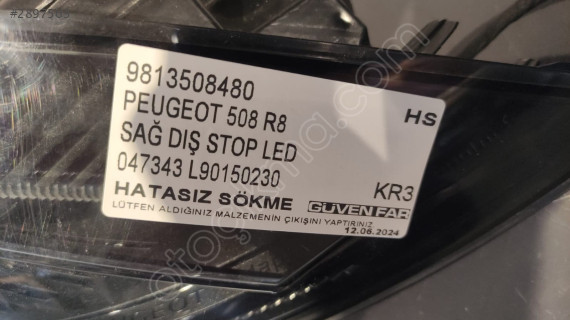 9813508480
PEUGEOT 508 R8
HS
SAĞ DIŞ STOP LED
047343 L90150230
KR3
HATASIZ SÖKME GÜVEN FAR
LÜTFEN ALDIĞINIZ MALZEMENİN ÇIKIŞINI YAPTIRINIZ
12.06.2024